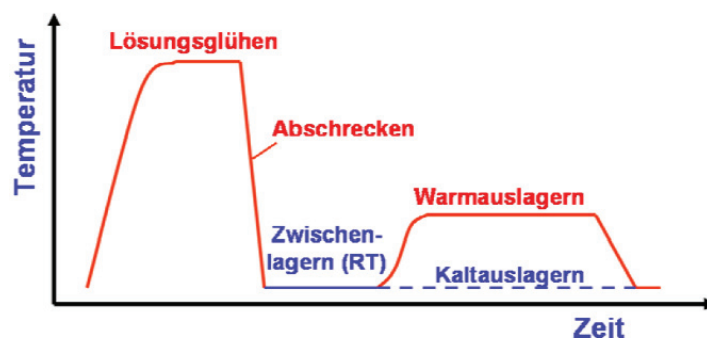 Lösungsglühen
Abschrecken
Temperatur
Warmauslagern
Zwischen-
lagern (RT)
Kaltauslagern
Zeit